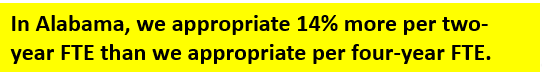 In Alabama, we appropriate 14% more per two-
year FTE than we appropriate per four-year FTE.